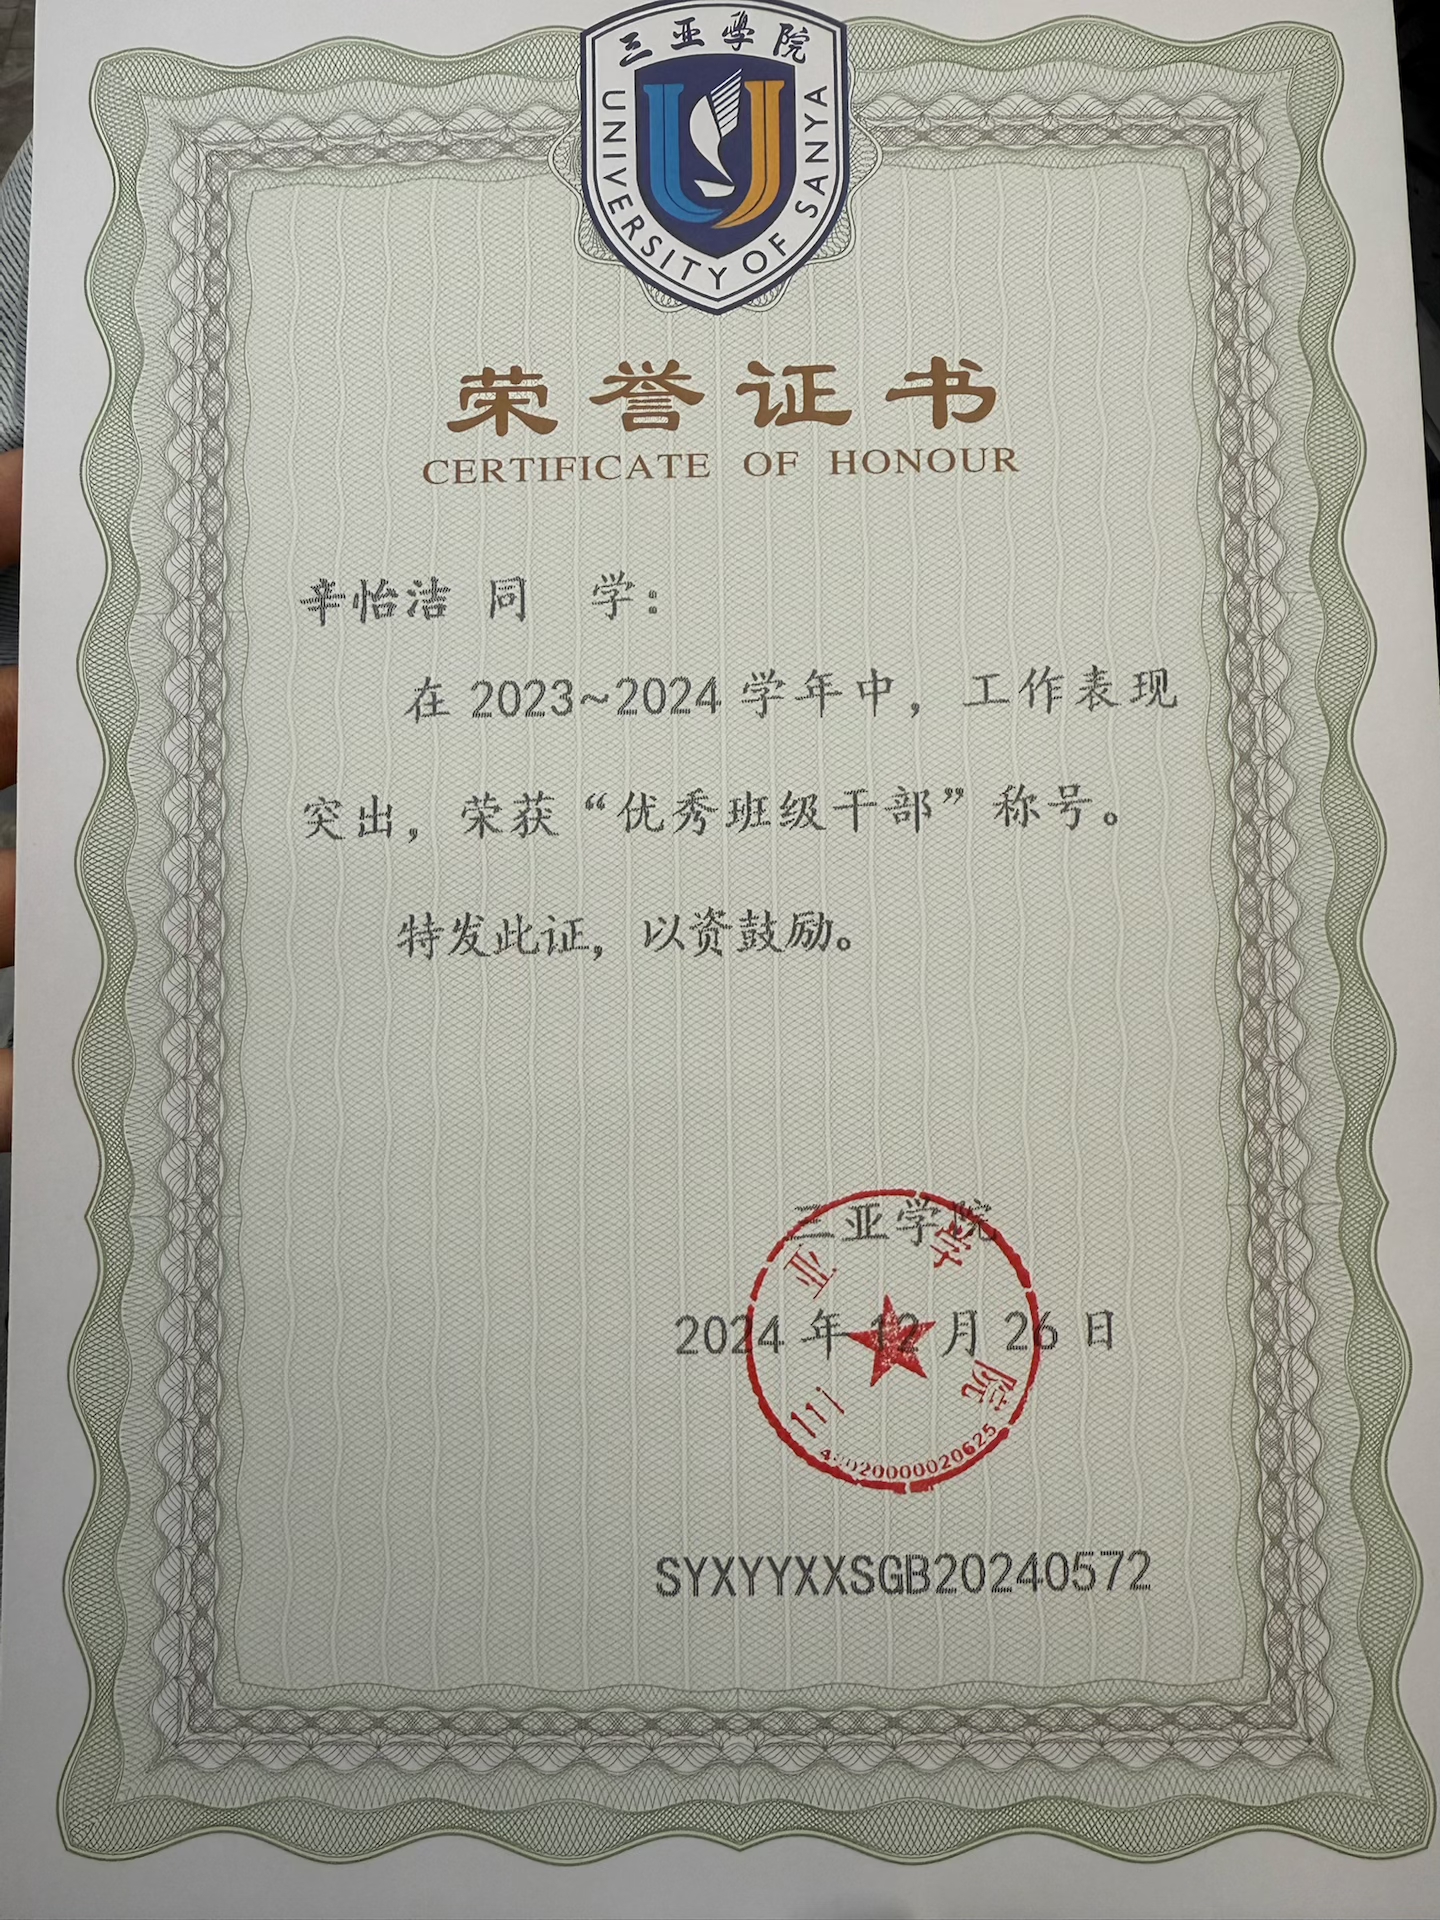 三亚学院
UNIVERSITY OF SANYA
荣誉证书
CERTIFICATE OF HONOUR
辛怡洁 同 学：
在 2023~2024 学年中，工作表现
突出，荣获“优秀班级干部”称号。
特发此证，以资鼓励。
三亚学院
2024 年 12 月 26 日
三亚学院
SYXYYXXSGB20240572